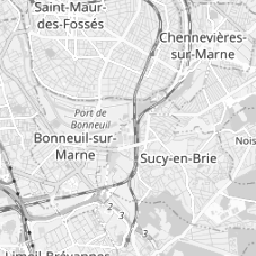 Saint-Maur-
des-Fossés
Chennevières-
sur-Marne
Port de
Bonneuil
Bonneuil-sur-
Marne
Nois
Sucy-en-Brie
2
3
2